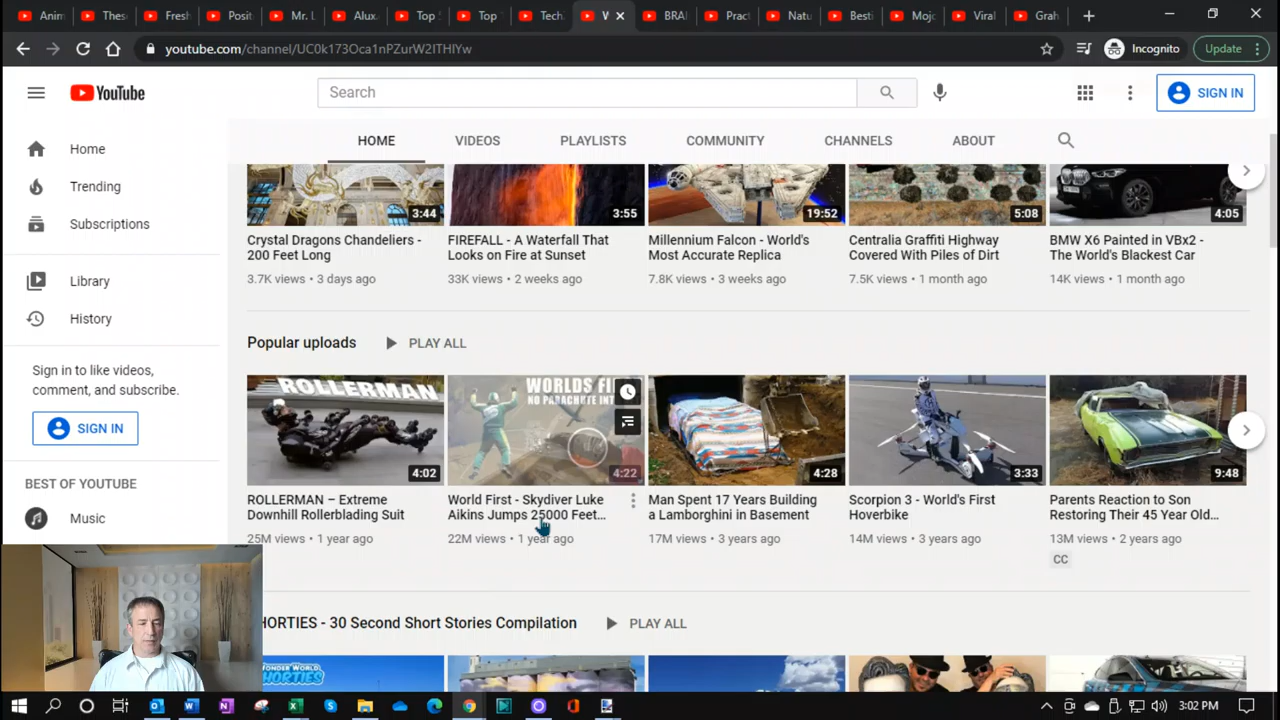 Anim
Thes
Fresh
Posit
Mr. L
Alux.
Top 5
Top
Tech
W
BRA
Pract
Natu
Besti
Mojo
Viral
Grah
youtube.com/channel/UC0k173Oca1nPZurW2ITHIYw
Incognito
Update
YouTube
Search
SIGN IN
HOME
VIDEOS
PLAYLISTS
COMMUNITY
CHANNELS
ABOUT
Home
Trending
Subscriptions
Library
History
Sign in to like videos,
comment, and subscribe.
SIGN IN
BEST OF YOUTUBE
Music
3:44
3:55
19:52
5:08
4:05
Crystal Dragons Chandeliers -
200 Feet Long
3.7K views • 3 days ago
FIREFALL - A Waterfall That
Looks on Fire at Sunset
33K views • 2 weeks ago
Millennium Falcon - World's
Most Accurate Replica
7.8K views • 3 weeks ago
Centralia Graffiti Highway
Covered With Piles of Dirt
7.5K views • 1 month ago
BMW X6 Painted in VBx2 -
The World's Blackest Car
14K views • 1 month ago
Popular uploads
PLAY ALL
ROLLERMAN
4:02
WORLDS FI
NO PARACHUTE INT
4:22
4:28
3:33
9:48
ROLLERMAN – Extreme
Downhill Rollerblading Suit
25M views • 1 year ago
World First - Skydiver Luke
Aikins Jumps 25000 Feet...
22M views • 1 year ago
Man Spent 17 Years Building
a Lamborghini in Basement
17M views • 3 years ago
Scorpion 3 - World's First
Hoverbike
14M views • 3 years ago
Parents Reaction to Son
Restoring Their 45 Year Old...
13M views • 2 years ago
CC
HORTIES - 30 Second Short Stories Compilation
PLAY ALL
WONDER WORLD
SHORTIES
3:02 PM